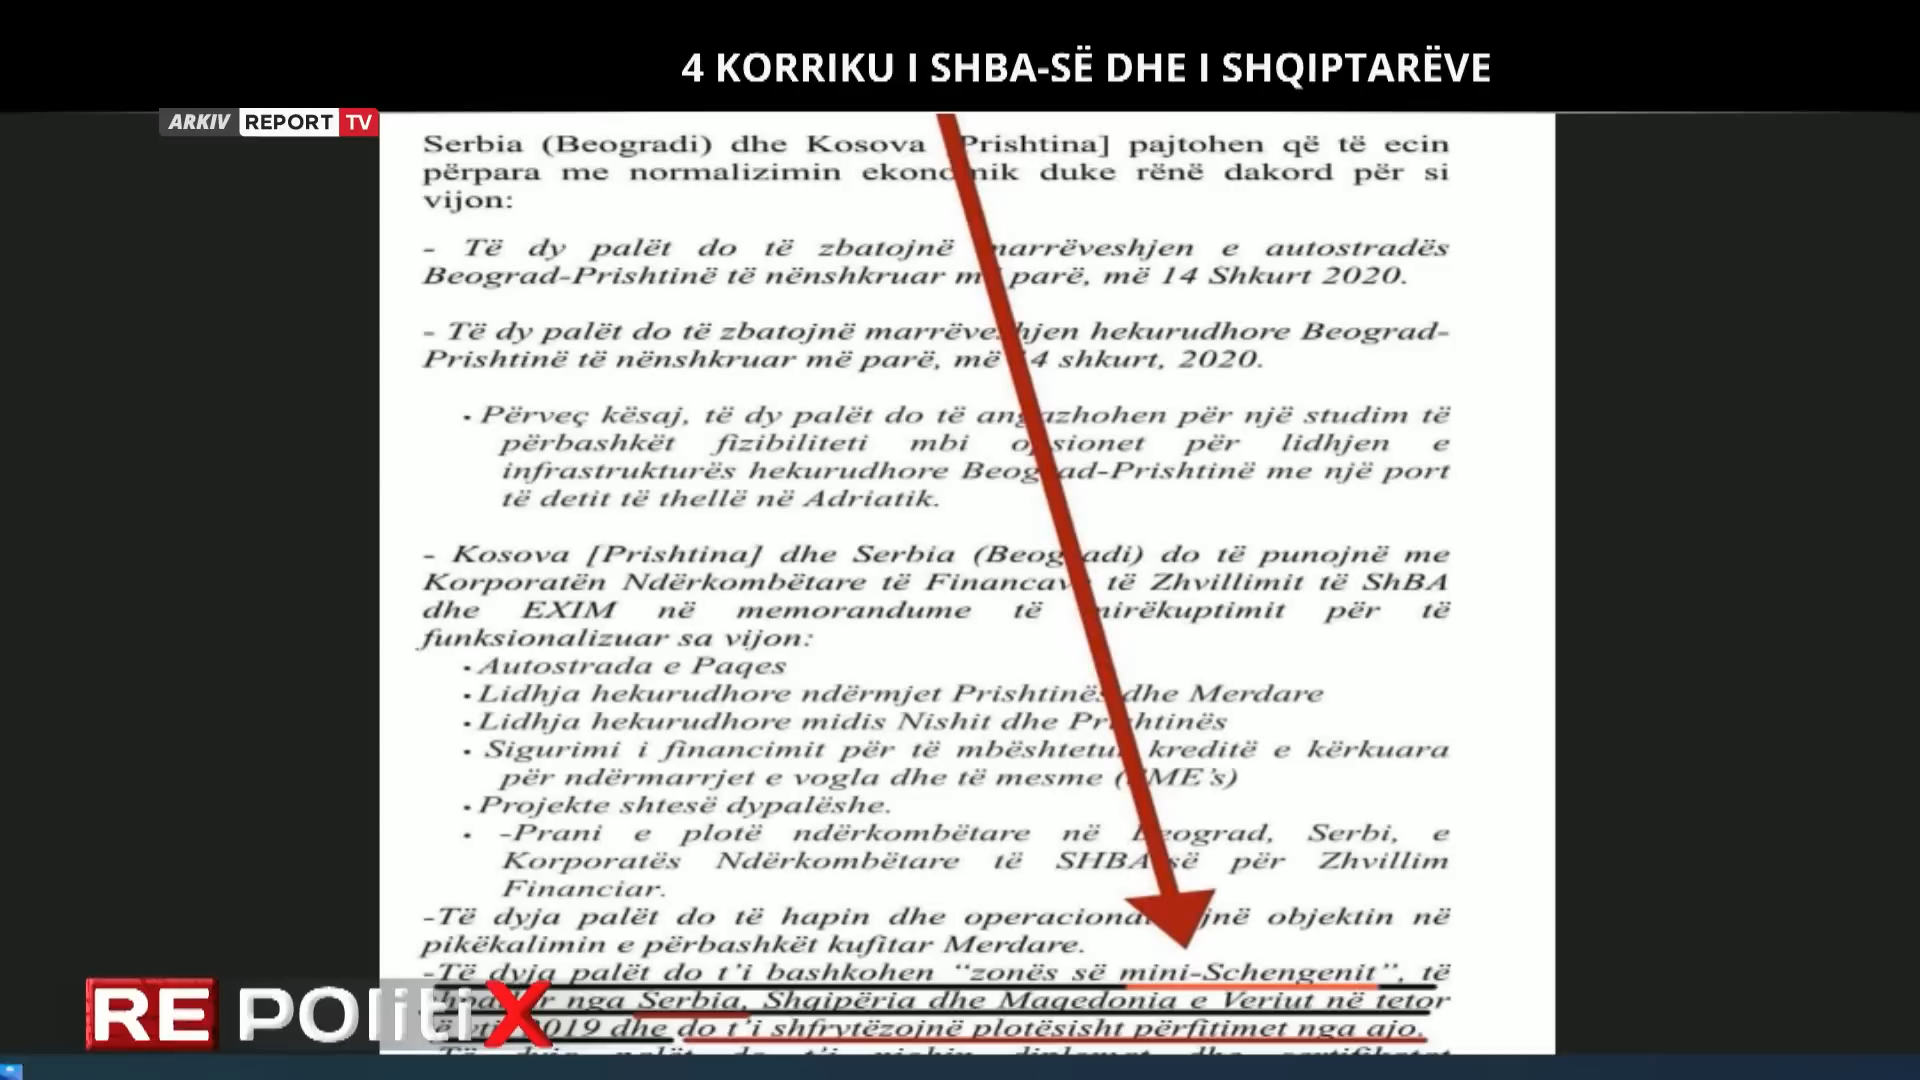 4 KORRIKU I SHBA-SË DHE I SHQIPTARËVE
ARKIV REPORT TV
Serbia (Beogradi) dhe Kosova Prishtina] pajtohen që të ecin
përpara me normalizimin ekonomik duke rënë dakord për si
vijon:
- Të dy palët do të zbatojnë marrëveshjen e autostradës
Beograd-Prishtinë të nënshkruar më parë, më 14 Shkurt 2020.
- Të dy palët do të zbatojnë marrëveshjen hekurudhore Beograd-
Prishtinë të nënshkruar më parë, më 14 shkurt, 2020.
· Përveç kësaj, të dy palët do të angazhohen për një studim të
përbashkët fizibiliteti mbi opsionet për lidhjen e
infrastrukturës hekurudhore Beograd-Prishtinë me një port
të detit të thellë në Adriatik.
- Kosova [Prishtina] dhe Serbia (Beogradi) do të punojnë me
Korporatën Ndërkombëtare të Financave të Zhvillimit të ShBA
dhe EXIM në memorandume të mirëkuptimit për të
funksionalizuar sa vijon:
· Autostrada e Paqes
· Lidhja hekurudhore ndërmjet Prishtinës dhe Merdare
· Lidhja hekurudhore midis Nishit dhe Prishtinës
· Sigurimi i financimit për të mbështetur kreditë e kërkuara
për ndërmarrjet e vogla dhe të mesme (SME's)
· Projekte shtesë dypalëshe.
· -Prani e plotë ndërkombëtare në Beograd, Serbi, e
Korporatës Ndërkombëtare të SHBA-së për Zhvillim
Financiar.
-Të dyja palët do të hapin dhe operacionalizojnë objektin në
pikëkalimin e përbashkët kufitar Merdare.
-Të dyja palët do t'i bashkohen “zonës së mini-Schengenit”, të
nga Serbia, Shqipëria dhe Maqedonia e Veriut në tetor
2019 dhe do t'i shfrytëzojnë plotësisht përfitimet nga ajo.
REPOlitiX